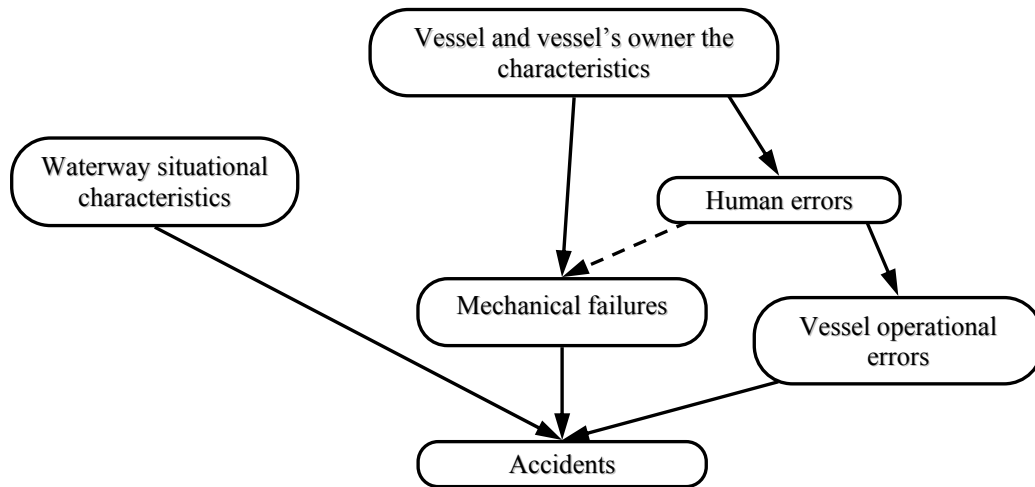 Vessel and vessel’s owner the
characteristics
Waterway situational
characteristics
Human errors
Mechanical failures
Vessel operational
errors
Accidents